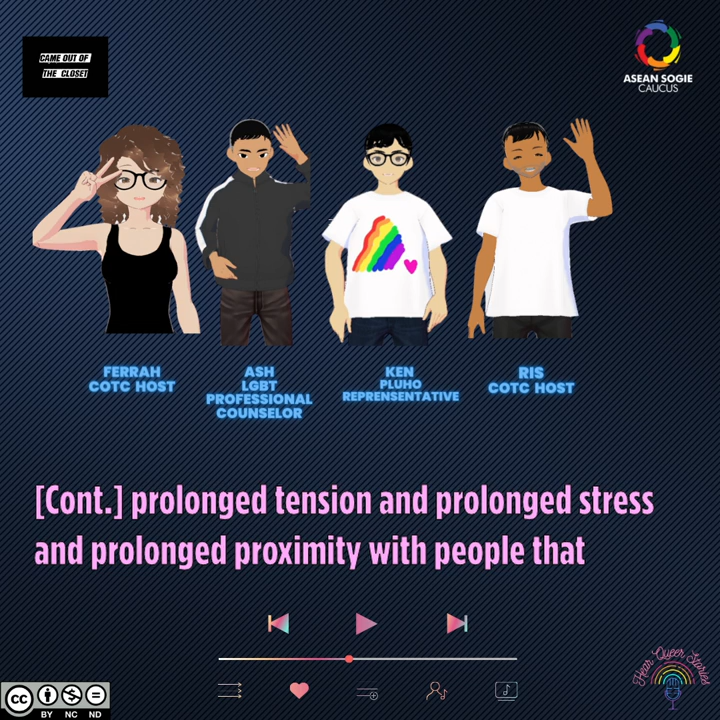 CAME OUT OF
THE CLOSET
ASEAN SOGIE
CAUCUS
FERRAH
COTC HOST
ASH
LGBT
PROFESSIONAL
COUNSELOR
KEN
PLUHO
REPRENSENTATIVE
RIS
COTC HOST
[Cont.] prolonged tension and prolonged stress
and prolonged proximity with people that
Hear Queer Stories
cc
BY NC ND